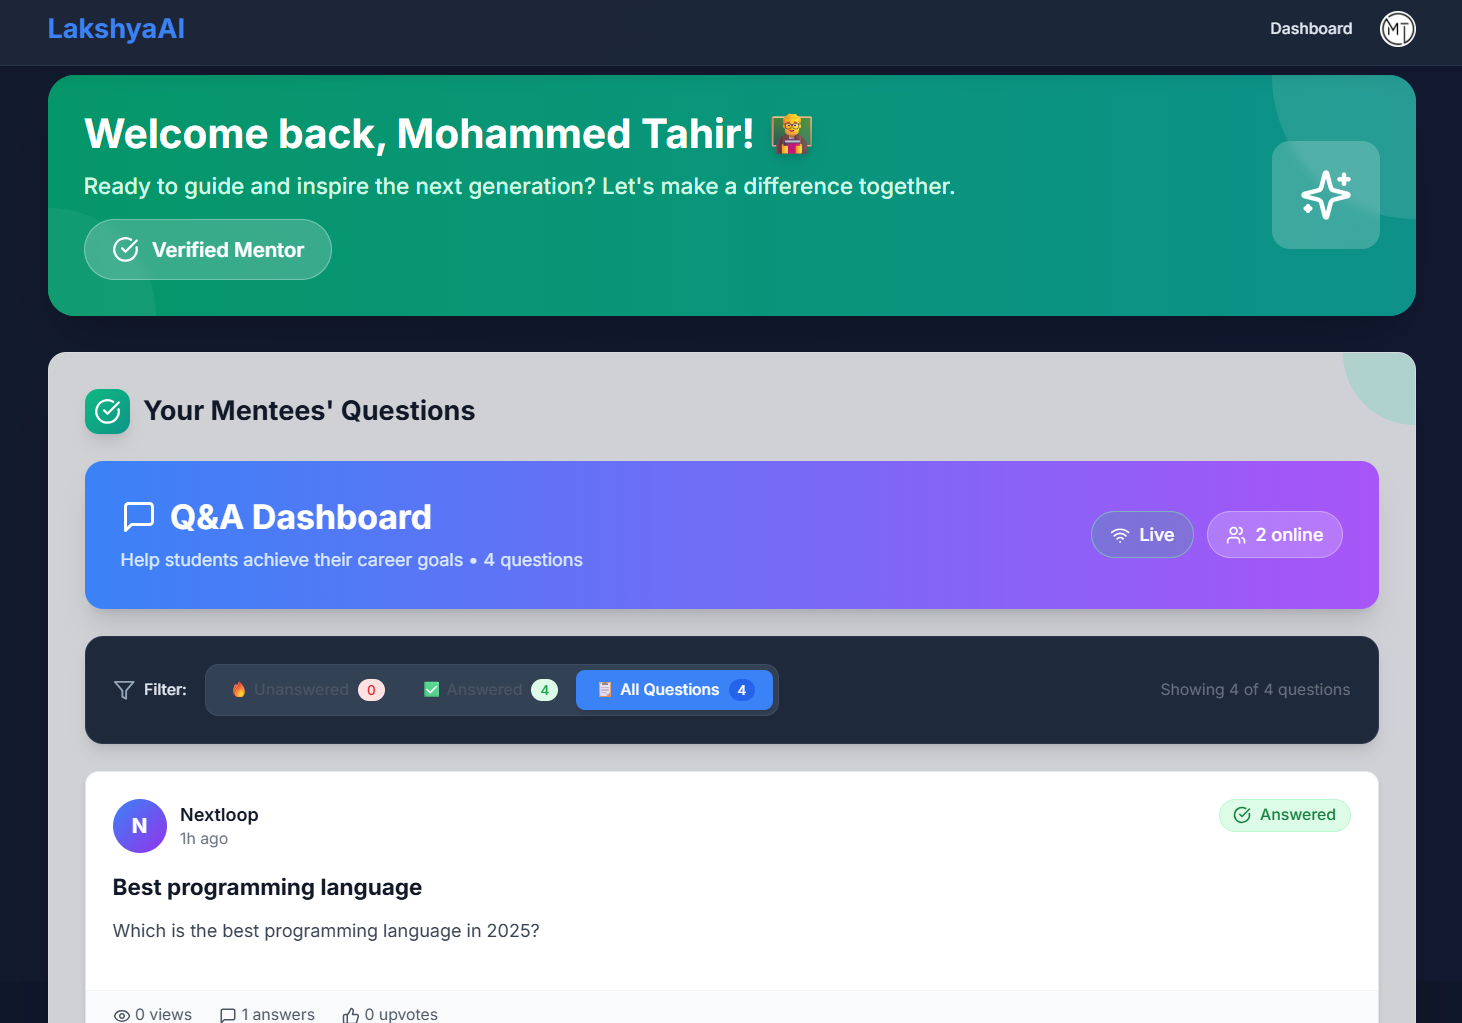 LakshyaAI
Dashboard
MT
Welcome back, Mohammed Tahir! 👨‍🏫
Ready to guide and inspire the next generation? Let's make a difference together.
Verified Mentor
Your Mentees' Questions
Q&A Dashboard
Help students achieve their career goals • 4 questions
Live
2 online
Filter:
🔥 Unanswered 0
✅ Answered 4
📋 All Questions 4
Showing 4 of 4 questions
N
Nextloop
1h ago
Answered
Best programming language
Which is the best programming language in 2025?
0 views
1 answers
0 upvotes